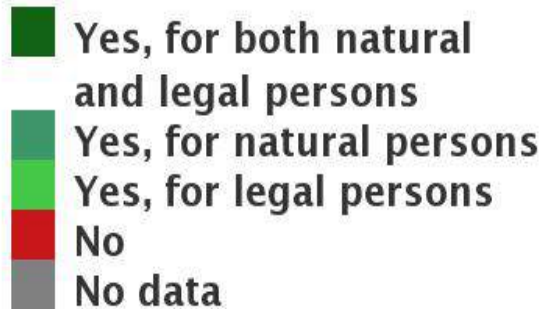 Yes, for both natural
and legal persons
Yes, for natural persons
Yes, for legal persons
No
No data